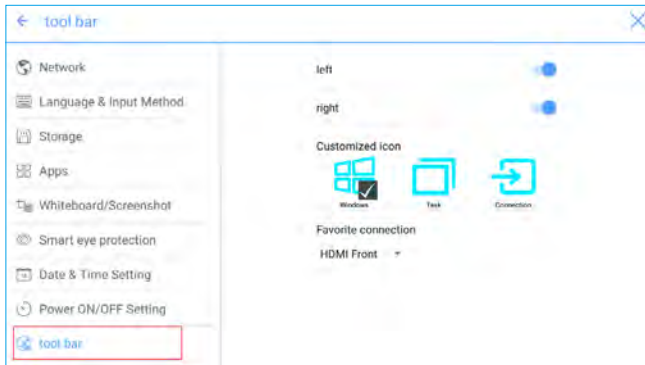 tool bar
Network
Language & Input Method
Storage
Apps
Whiteboard/Screenshot
Smart eye protection
Date & Time Setting
Power ON/OFF Setting
tool bar
left
right
Customized icon
Windows
Task
Connection
Favorite connection
HDMI Front